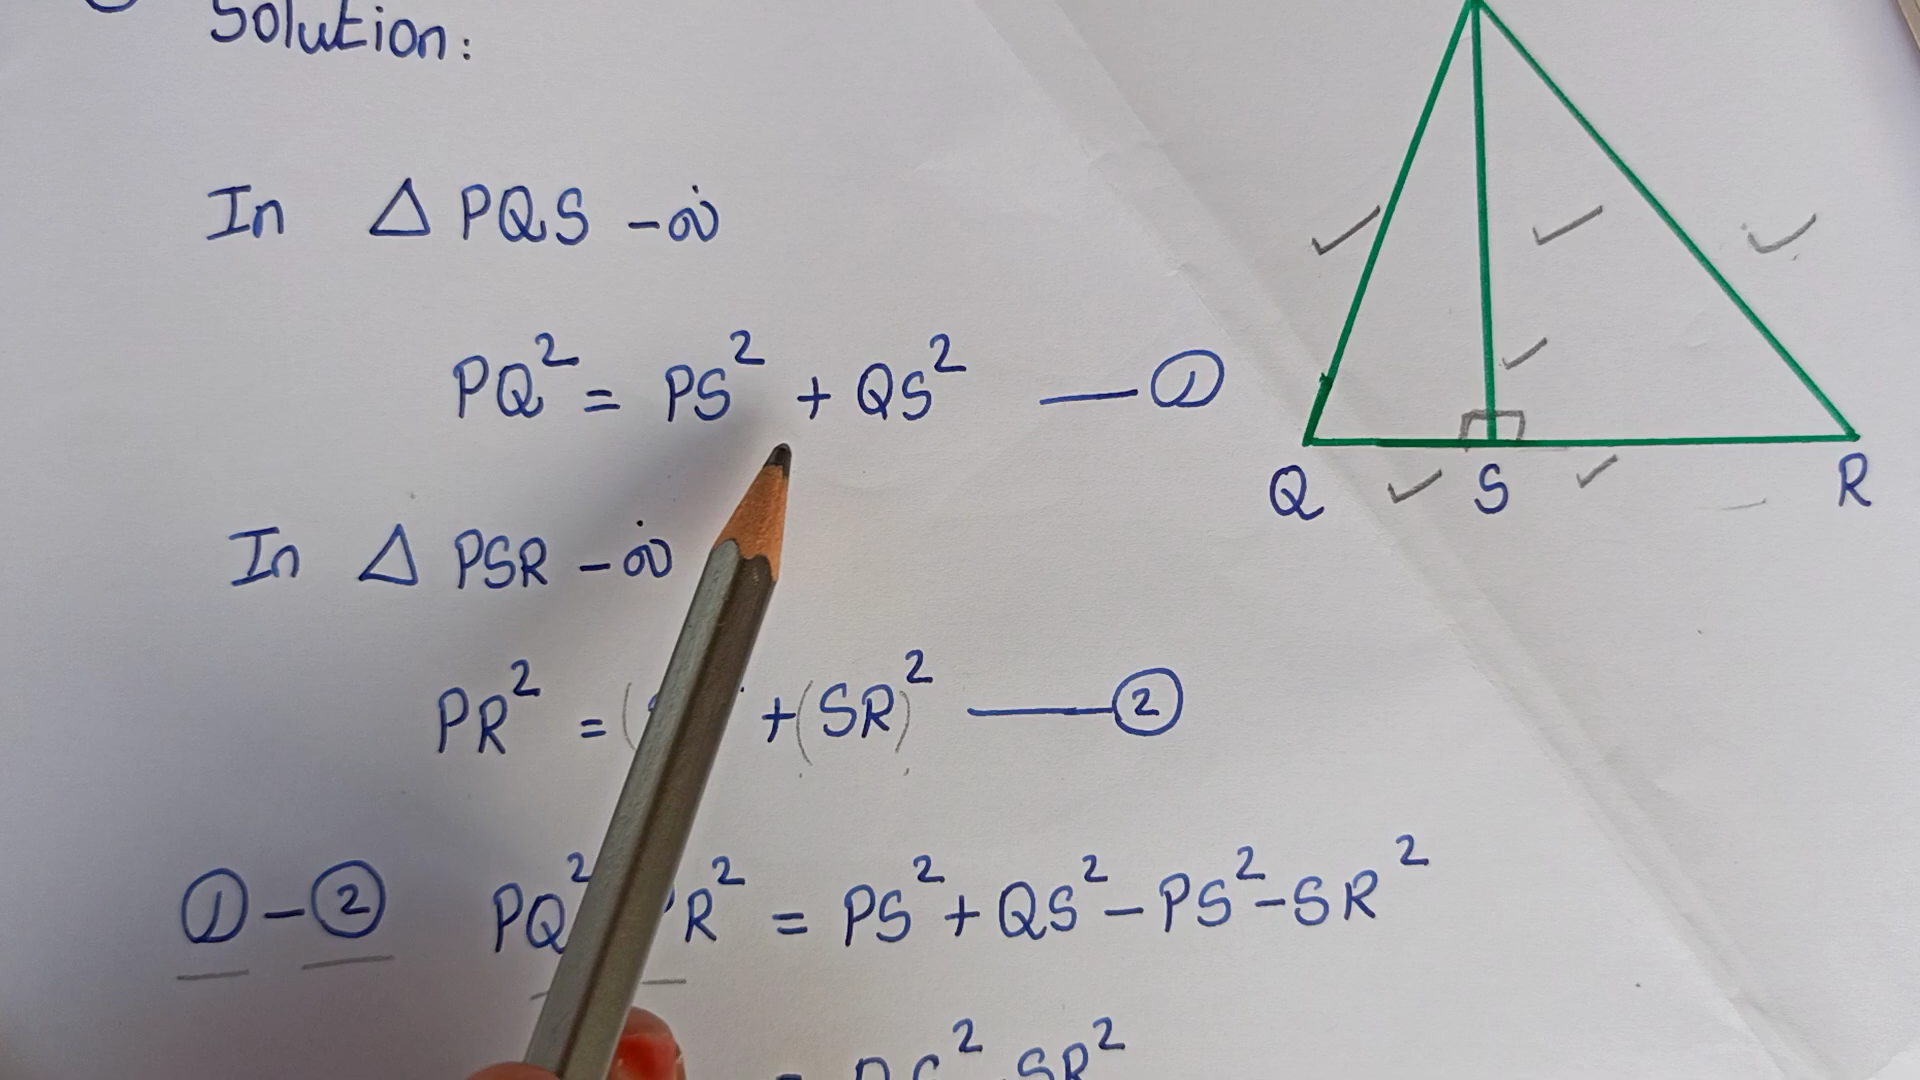 Solution:
In △ PQS -ல்
PQ² = PS² + QS² — ①
In △ PSR -ல்
PR² = ( + (SR)² — ②
① - ② PQ² R² = PS² + QS² - PS² - SR²
= SR²
Q S R